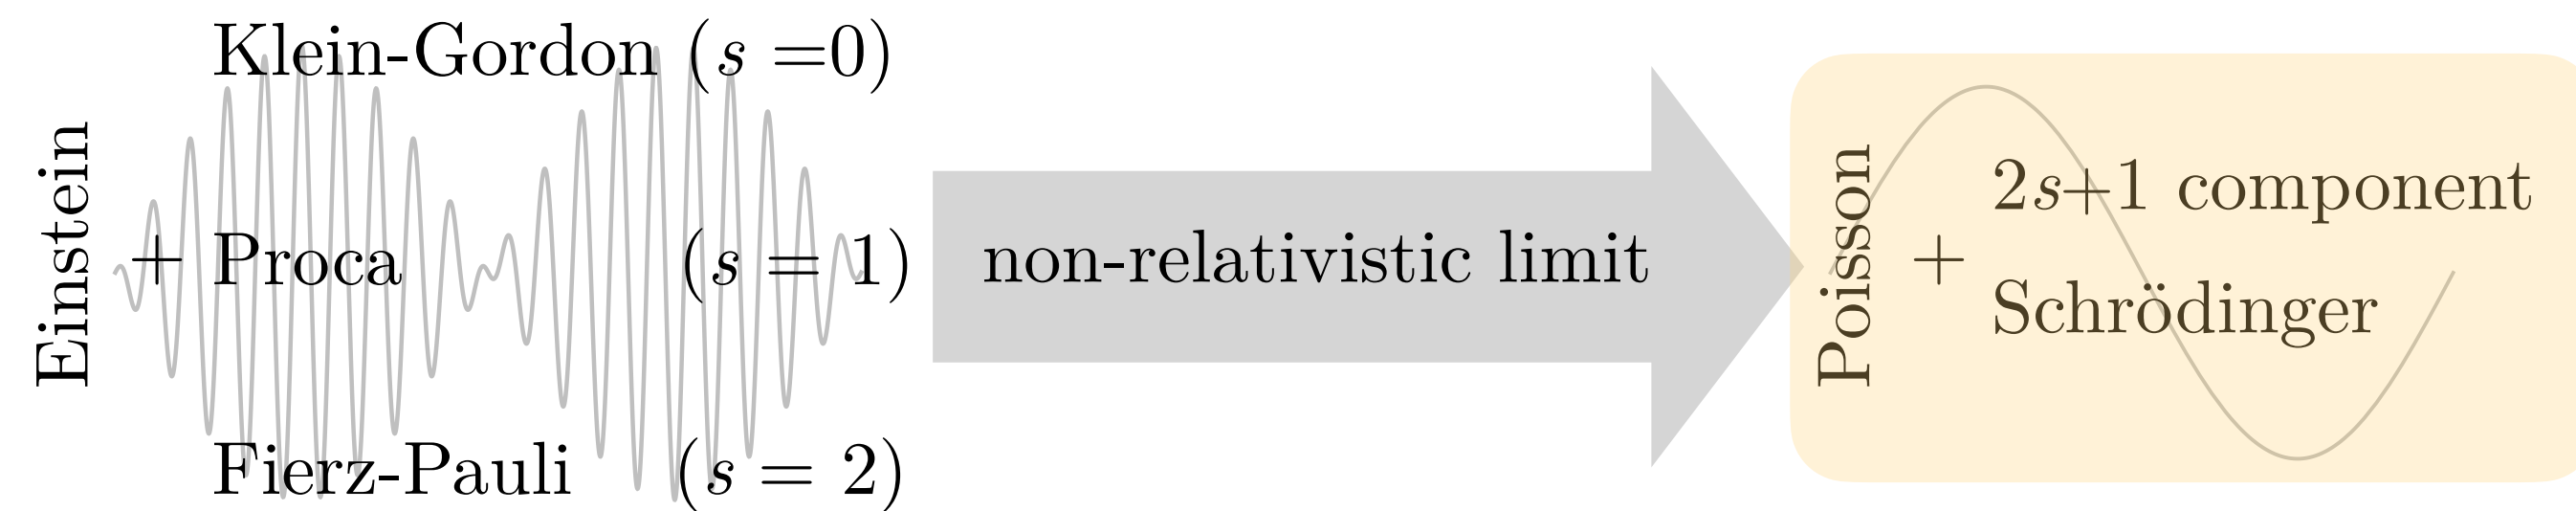 Einstein
+
Klein-Gordon (s =0)
Proca (s = 1)
Fierz-Pauli (s = 2)
non-relativistic limit
Poisson
+
2s+1 component
Schrödinger